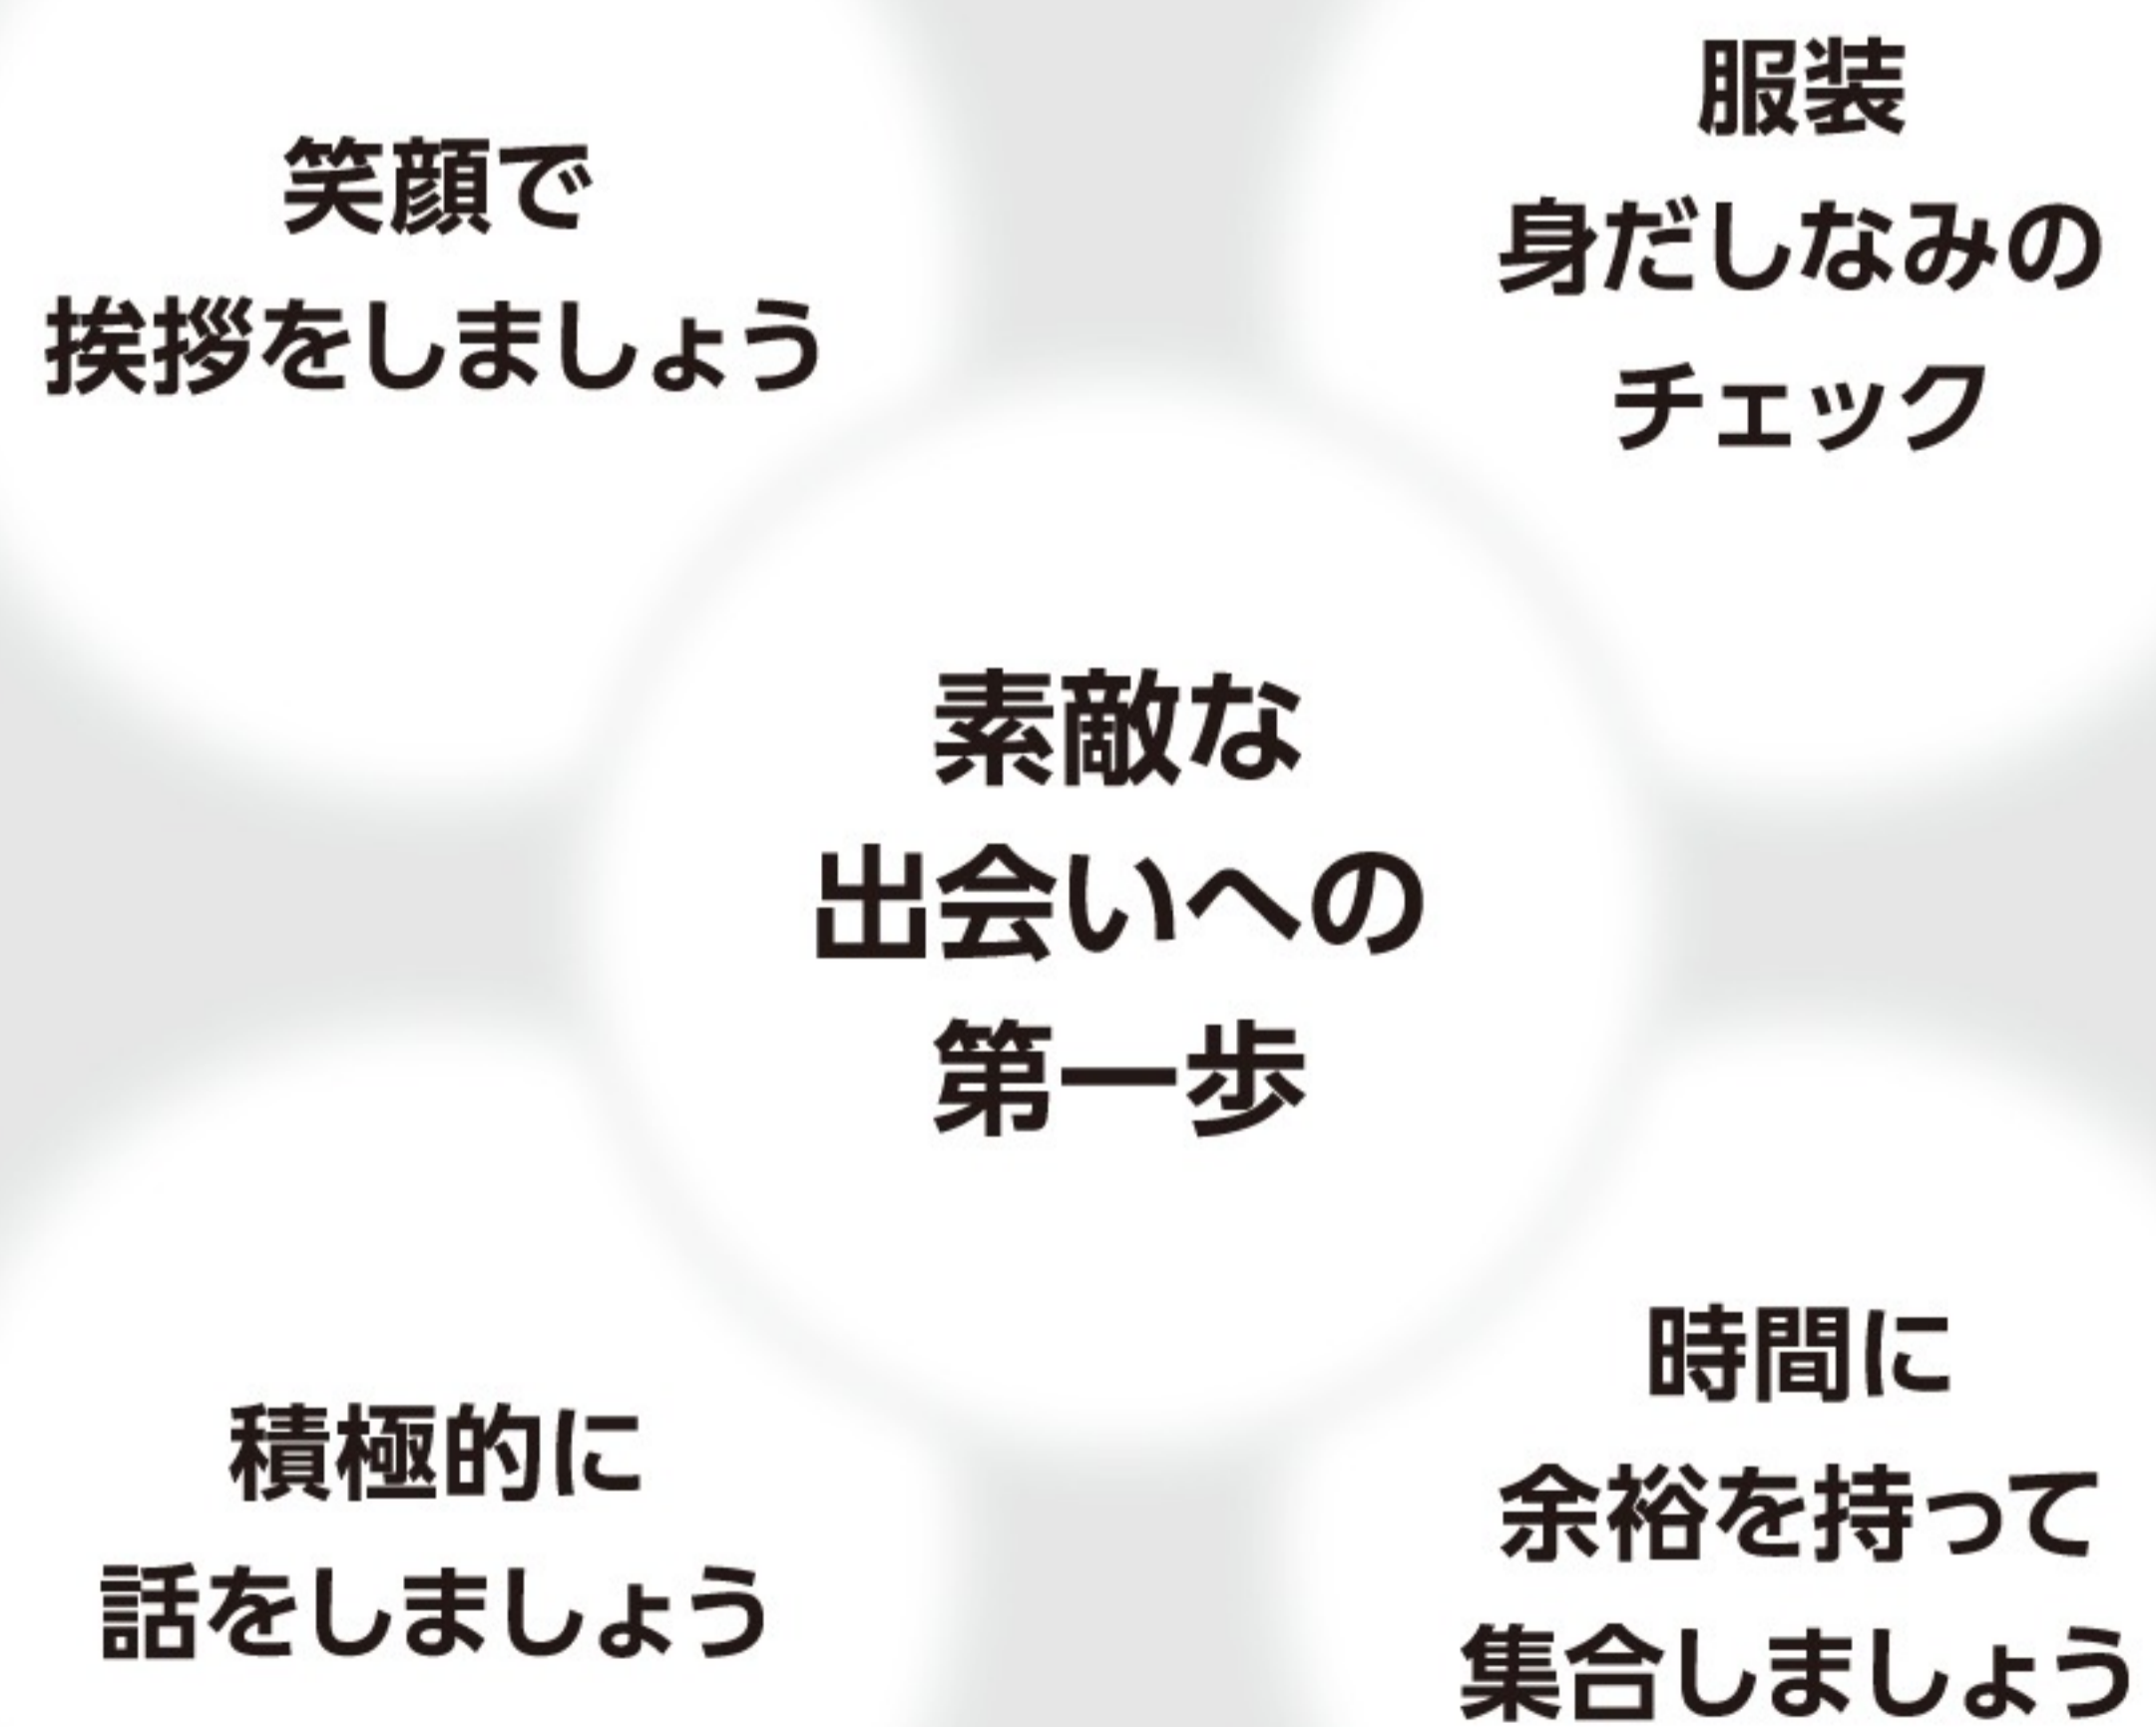 笑顔で
挨拶をしましょう
服装
身だしなみの
チェック
素敵な
出会いへの
第一歩
積極的に
話をしましょう
時間に
余裕を持って
集合しましょう